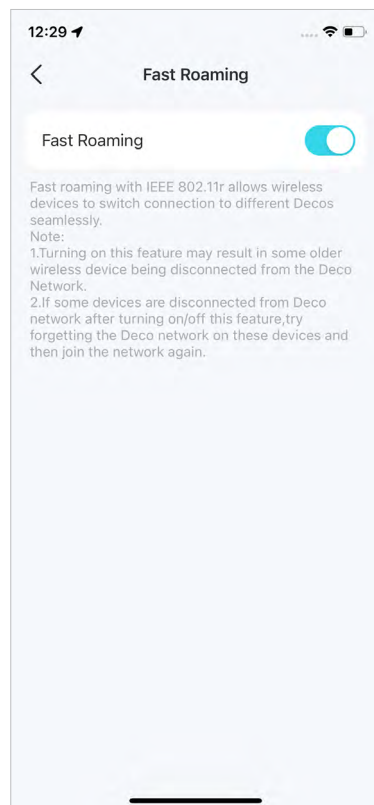 12:29
Fast Roaming
Fast Roaming
Fast roaming with IEEE 802.11r allows wireless
devices to switch connection to different Decos
seamlessly.
Note:
1.Turning on this feature may result in some older
wireless device being disconnected from the Deco
Network.
2.If some devices are disconnected from Deco
network after turning on/off this feature,try
forgetting the Deco network on these devices and
then join the network again.